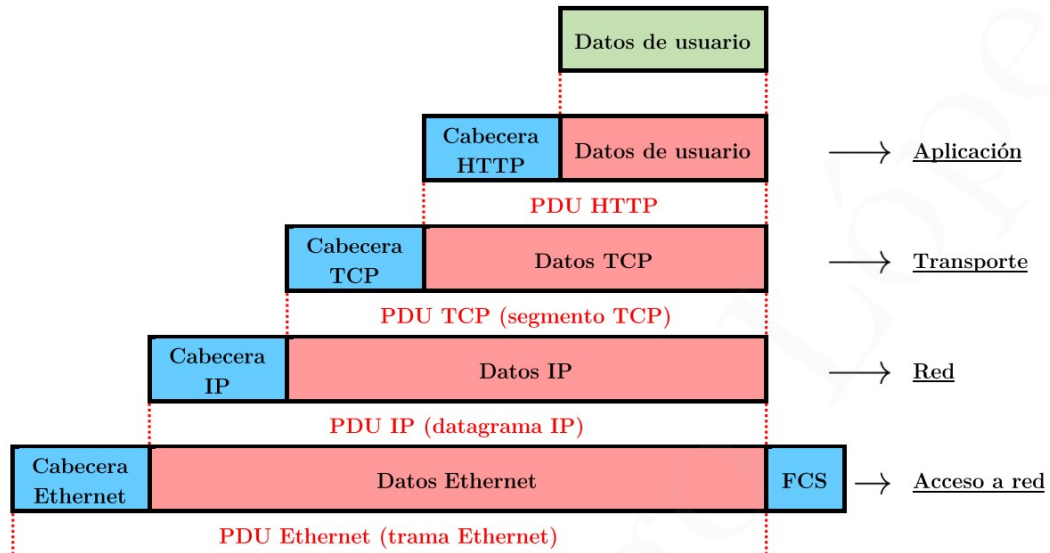 Datos de usuario
Cabecera
HTTP
Datos de usuario
Aplicación
PDU HTTP
Cabecera
TCP
Datos TCP
Transporte
PDU TCP (segmento TCP)
Cabecera
IP
Datos IP
Red
PDU IP (datagrama IP)
Cabecera
Ethernet
Datos Ethernet
FCS
Acceso a red
PDU Ethernet (trama Ethernet)